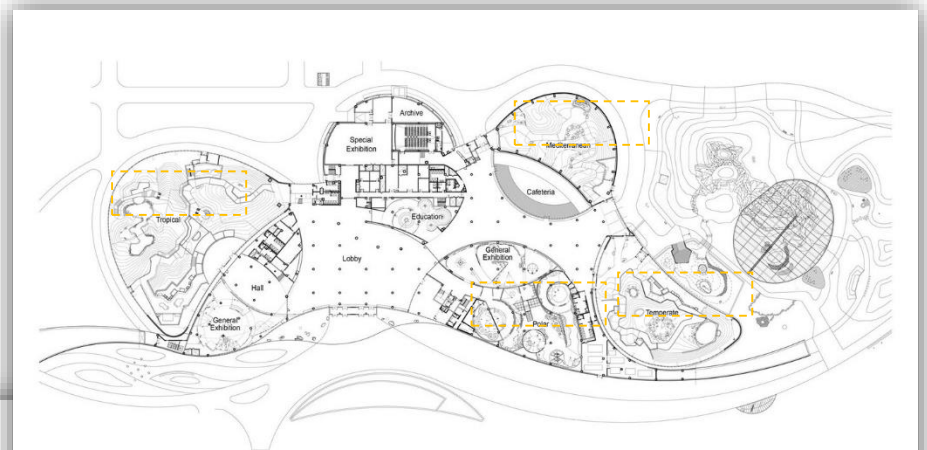 Archive
Special
Exhibition
Mediterranean
Cafeteria
Tropical
Education
Lobby
General
Exhibition
Hall
General
Exhibition
Polar
Temperate